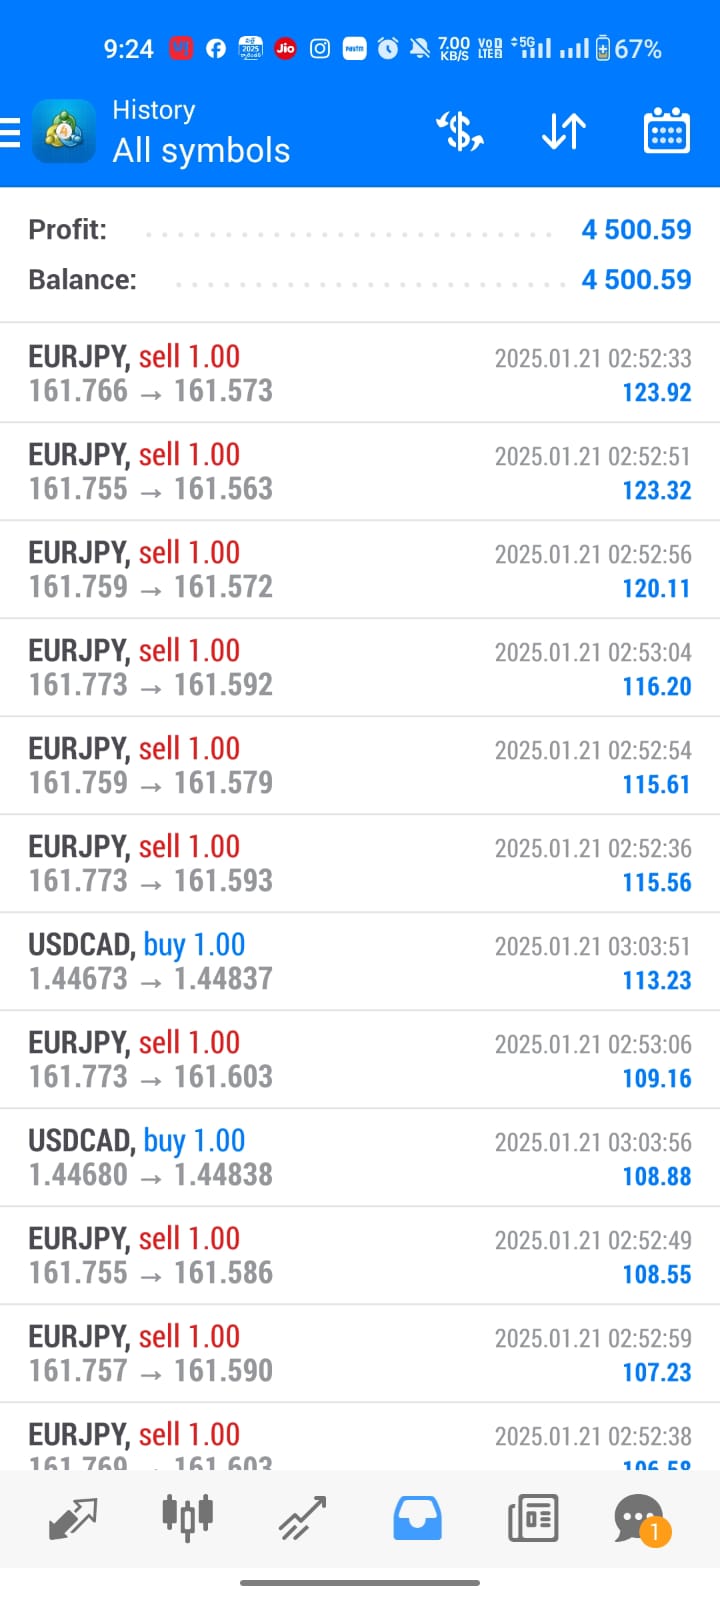 9:24 Jio paytm 7.00 KB/S VoD LTE2 5G 67%
History
All symbols
Profit: 4 500.59
Balance: 4 500.59
EURJPY, sell 1.00 2025.01.21 02:52:33
161.766 → 161.573 123.92
EURJPY, sell 1.00 2025.01.21 02:52:51
161.755 → 161.563 123.32
EURJPY, sell 1.00 2025.01.21 02:52:56
161.759 → 161.572 120.11
EURJPY, sell 1.00 2025.01.21 02:53:04
161.773 → 161.592 116.20
EURJPY, sell 1.00 2025.01.21 02:52:54
161.759 → 161.579 115.61
EURJPY, sell 1.00 2025.01.21 02:52:36
161.773 → 161.593 115.56
USDCAD, buy 1.00 2025.01.21 03:03:51
1.44673 → 1.44837 113.23
EURJPY, sell 1.00 2025.01.21 02:53:06
161.773 → 161.603 109.16
USDCAD, buy 1.00 2025.01.21 03:03:56
1.44680 → 1.44838 108.88
EURJPY, sell 1.00 2025.01.21 02:52:49
161.755 → 161.586 108.55
EURJPY, sell 1.00 2025.01.21 02:52:59
161.757 → 161.590 107.23
EURJPY, sell 1.00 2025.01.21 02:52:38
161.769 → 161.603 106.58
1